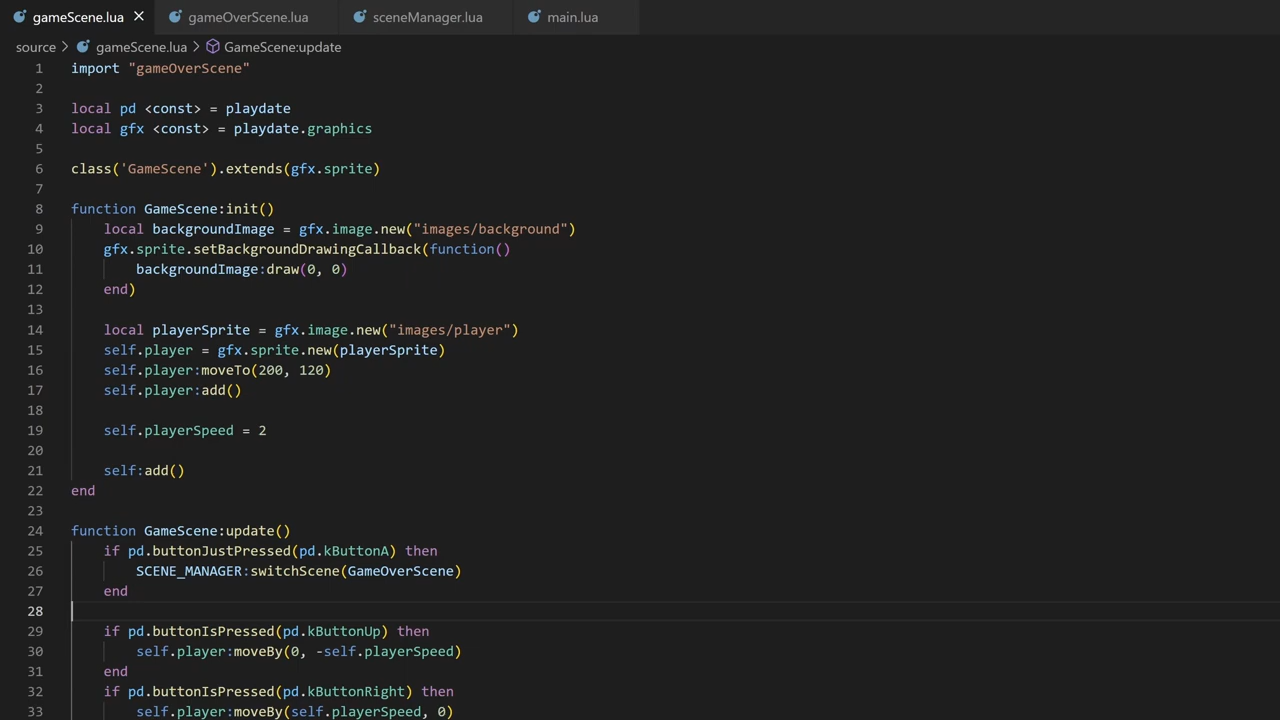 gameScene.lua × gameOverScene.lua sceneManager.lua main.lua
source > gameScene.lua > GameScene:update
1 import "gameOverScene"
2
3 local pd <const> = playdate
4 local gfx <const> = playdate.graphics
5
6 class('GameScene').extends(gfx.sprite)
7
8 function GameScene:init()
9 local backgroundImage = gfx.image.new("images/background")
10 gfx.sprite.setBackgroundDrawingCallback(function()
11 backgroundImage:draw(0, 0)
12 end)
13
14 local playerSprite = gfx.image.new("images/player")
15 self.player = gfx.sprite.new(playerSprite)
16 self.player:moveTo(200, 120)
17 self.player:add()
18
19 self.playerSpeed = 2
20
21 self:add()
22 end
23
24 function GameScene:update()
25 if pd.buttonJustPressed(pd.kButtonA) then
26 SCENE_MANAGER:switchScene(GameOverScene)
27 end
28
29 if pd.buttonIsPressed(pd.kButtonUp) then
30 self.player:moveBy(0, -self.playerSpeed)
31 end
32 if pd.buttonIsPressed(pd.kButtonRight) then
33 self.player:moveBy(self.playerSpeed, 0)